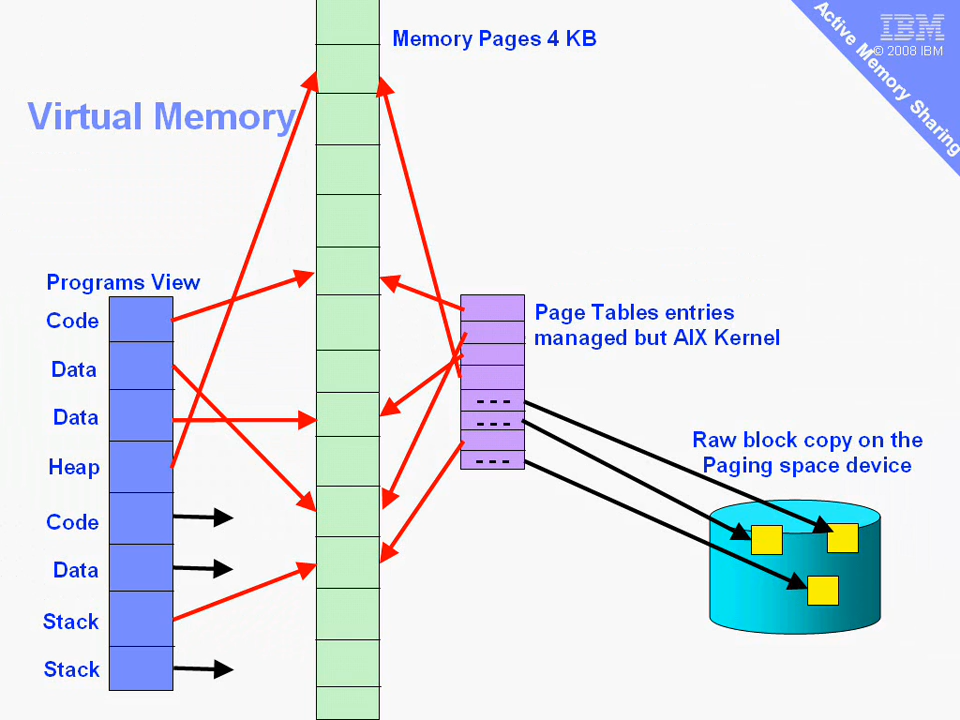 Memory Pages 4 KB
IBM
© 2008 IBM
Active Memory Sharing
Virtual Memory
Programs View
Code
Data
Data
Heap
Code
Data
Stack
Stack
Page Tables entries
managed but AIX Kernel
- - -
- - -
- - -
Raw block copy on the
Paging space device